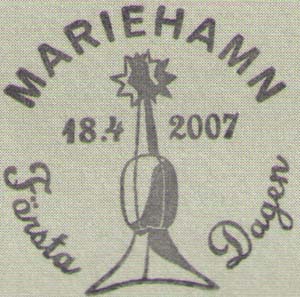 MARIEHAMN
18.4 2007
Första Dagen